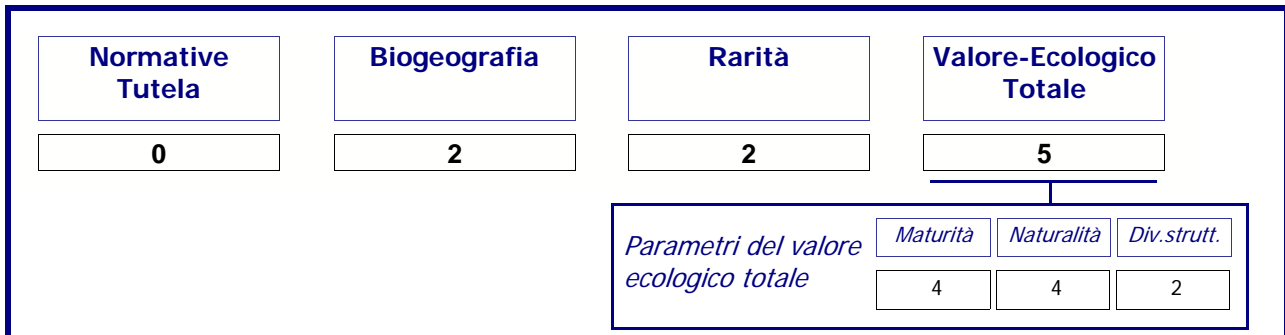 Normative
Tutela
Biogeografia
Rarità
Valore-Ecologico
Totale
0
2
2
5
Parametri del valore
ecologico totale
Maturità
Naturalità
Div.strutt.
4
4
2